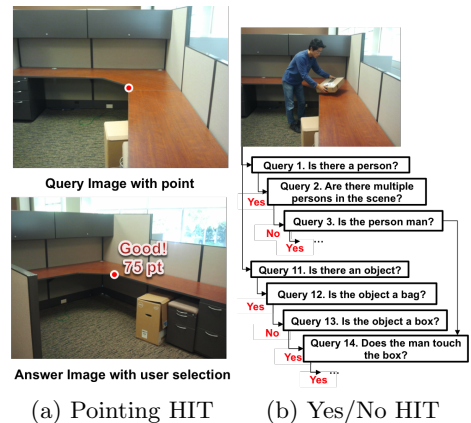 Query Image with point
Good!
75 pt
Answer Image with user selection
(a) Pointing HIT
Query 1. Is there a person?
Query 2. Are there multiple
persons in the scene?
Yes
Query 3. Is the person man?
No
Yes
...
Query 11. Is there an object?
Query 12. Is the object a bag?
Yes
Query 13. Is the object a box?
No
Query 14. Does the man touch
the box?
Yes
Yes
...
(b) Yes/No HIT